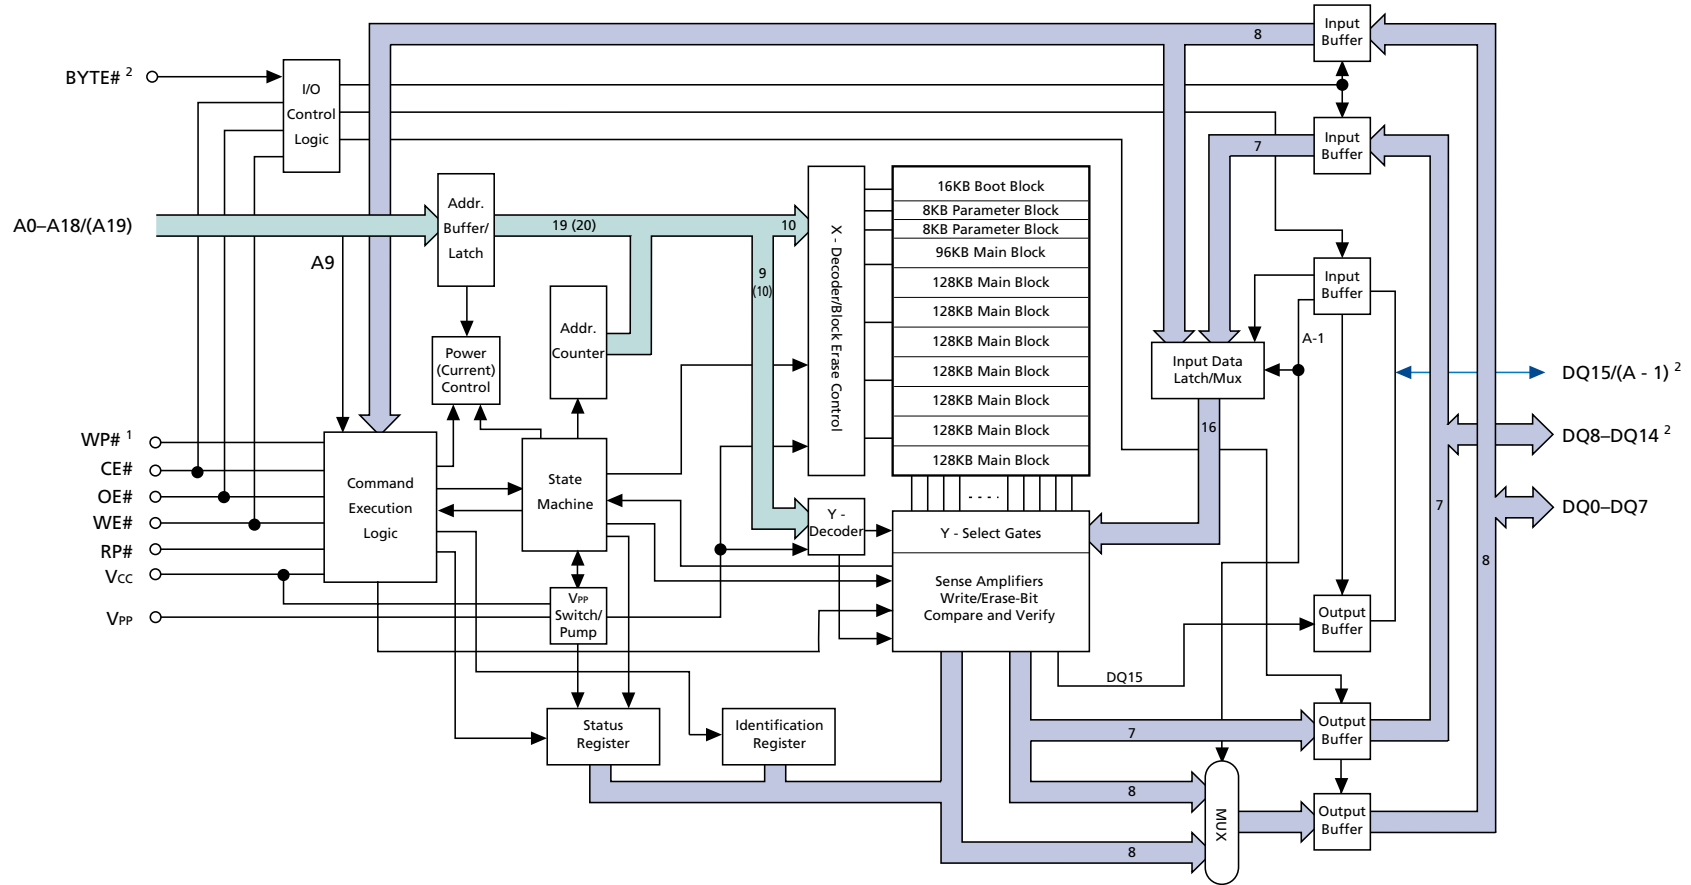 Input
Buffer
8
BYTE# 2
I/O
Control
Logic
Input
Buffer
7
16KB Boot Block
8KB Parameter Block
8KB Parameter Block
96KB Main Block
128KB Main Block
128KB Main Block
128KB Main Block
128KB Main Block
128KB Main Block
128KB Main Block
128KB Main Block
A0–A18/(A19)
Addr.
Buffer/
Latch
19 (20)
10
X - Decoder/Block Erase Control
A9
9
(10)
Input
Buffer
Addr.
Counter
Power
(Current)
Control
A-1
Input Data
Latch/Mux
DQ15/(A - 1) 2
16
DQ8–DQ14 2
WP# 1
CE#
OE#
WE#
RP#
VCC
VPP
Command
Execution
Logic
State
Machine
- - - -
Y -
Decoder
Y - Select Gates
7
DQ0–DQ7
8
Sense Amplifiers
Write/Erase-Bit
Compare and Verify
VPP
Switch/
Pump
Output
Buffer
DQ15
Status
Register
Identification
Register
7
Output
Buffer
8
MUX
Output
Buffer
8